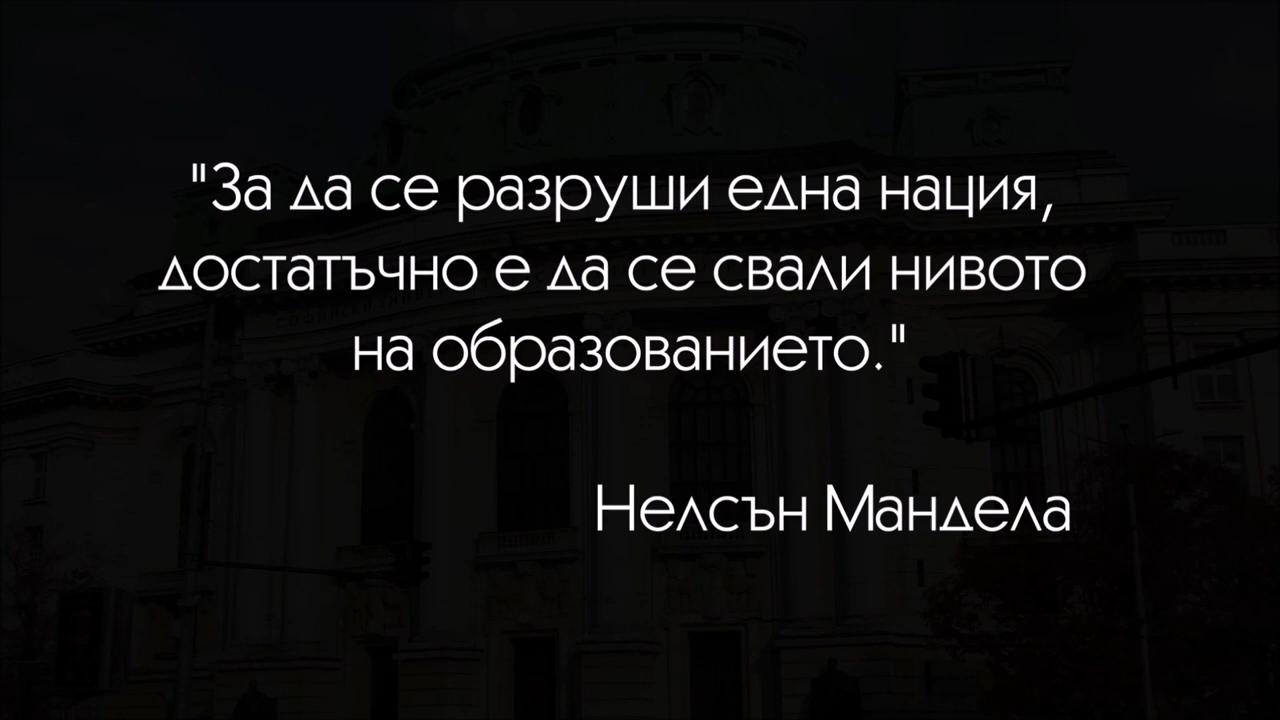 "За да се разруши една нация,
достатъчно е да се свали нивото
на образованието."
Нелсън Мандела